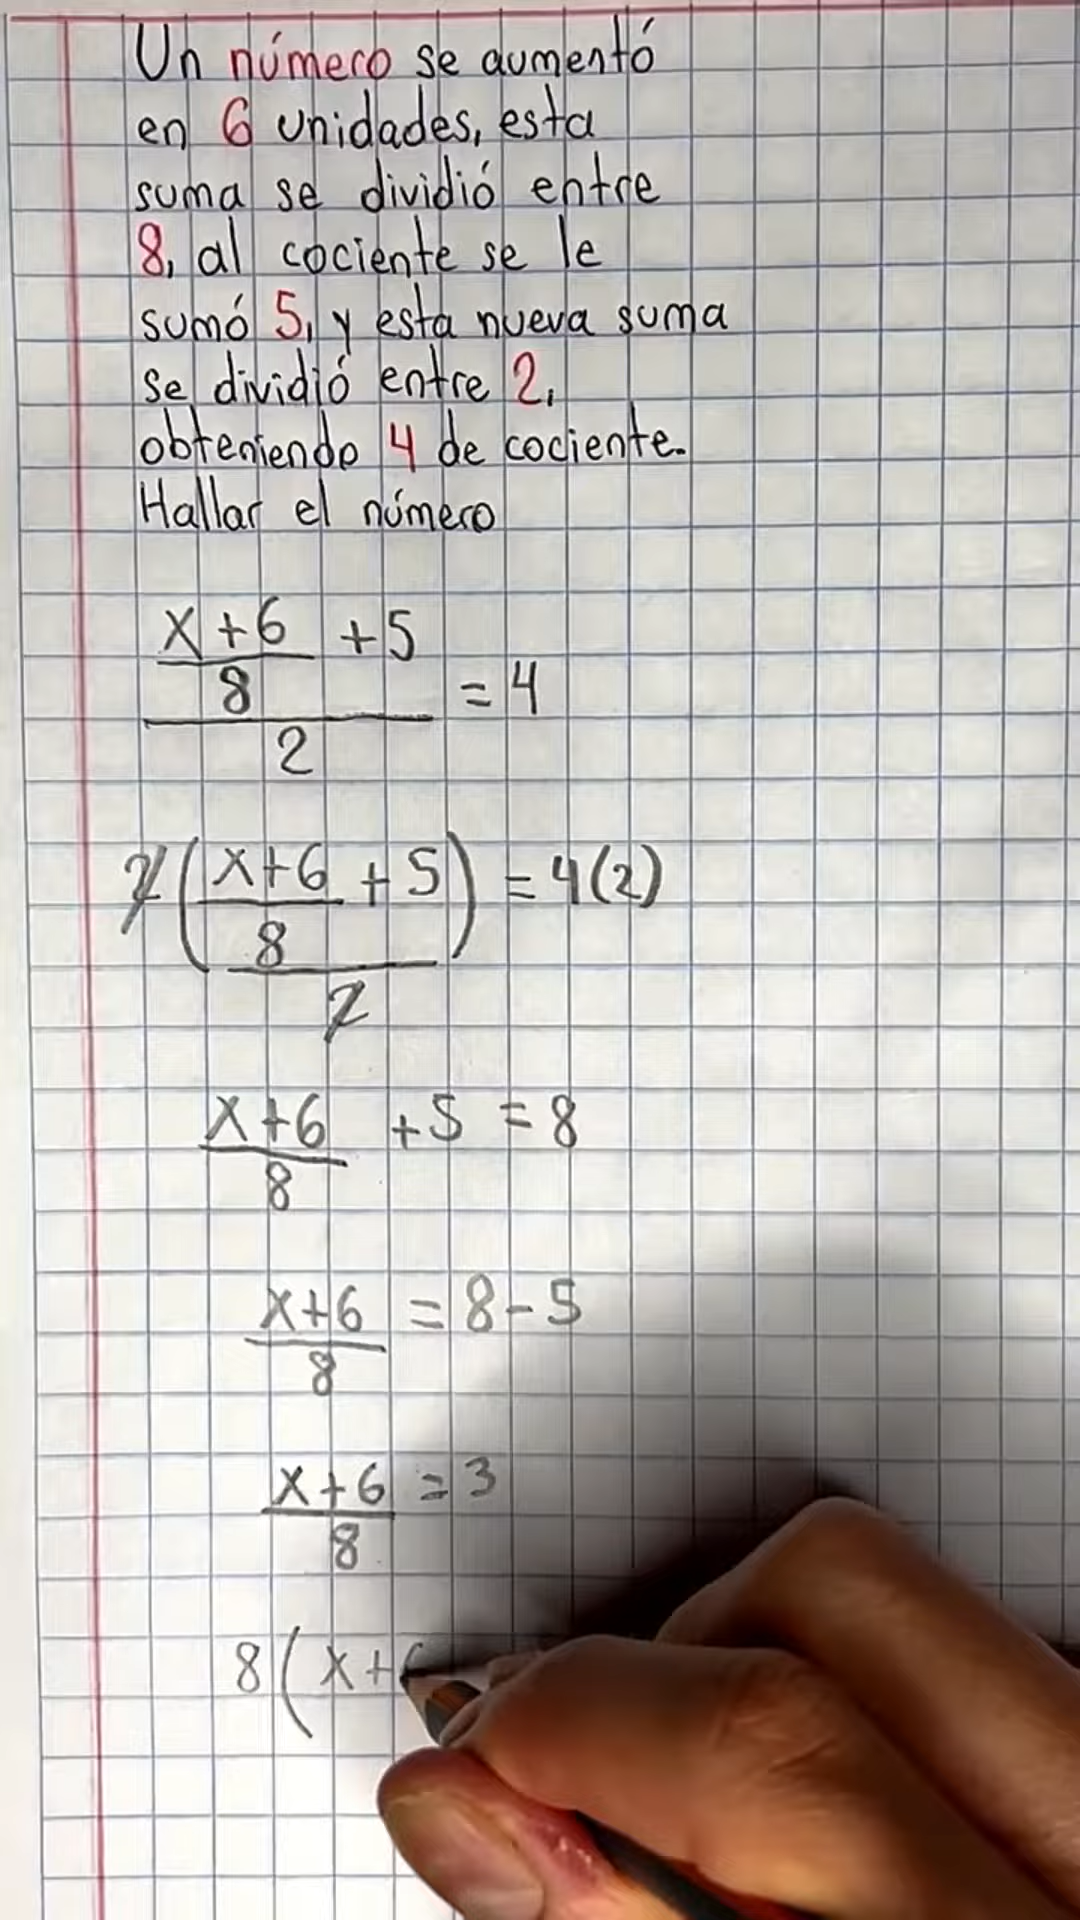 Un número se aumentó
en 6 unidades, esta
suma se dividió entre
8, al cociente se le
sumó 5, y esta nueva suma
se dividió entre 2,
obteniendo 4 de cociente.
Hallar el número
x+6 +5
8
= 4
2
2(x+6 + 5) = 4(2)
8
2
x+6 +5 = 8
8
x+6 = 8-5
8
x+6 = 3
8
8(x+